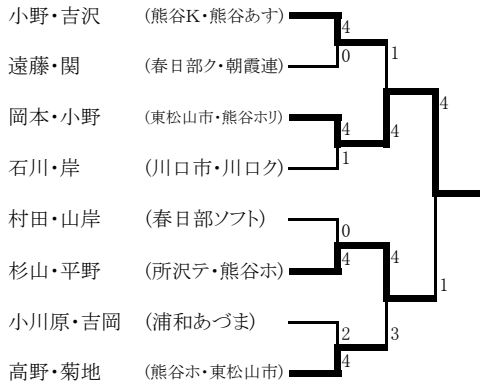 小野・吉沢 (熊谷K・熊谷あす)
4
0
1
遠藤・関 (春日部ク・朝霞連)
4
岡本・小野 (東松山市・熊谷ホリ)
4
4
1
石川・岸 (川口市・川口ク)
村田・山岸 (春日部ソフト)
0
4
4
杉山・平野 (所沢テ・熊谷ホ)
1
小川原・吉岡 (浦和あづま)
2
3
4
高野・菊地 (熊谷ホ・東松山市)